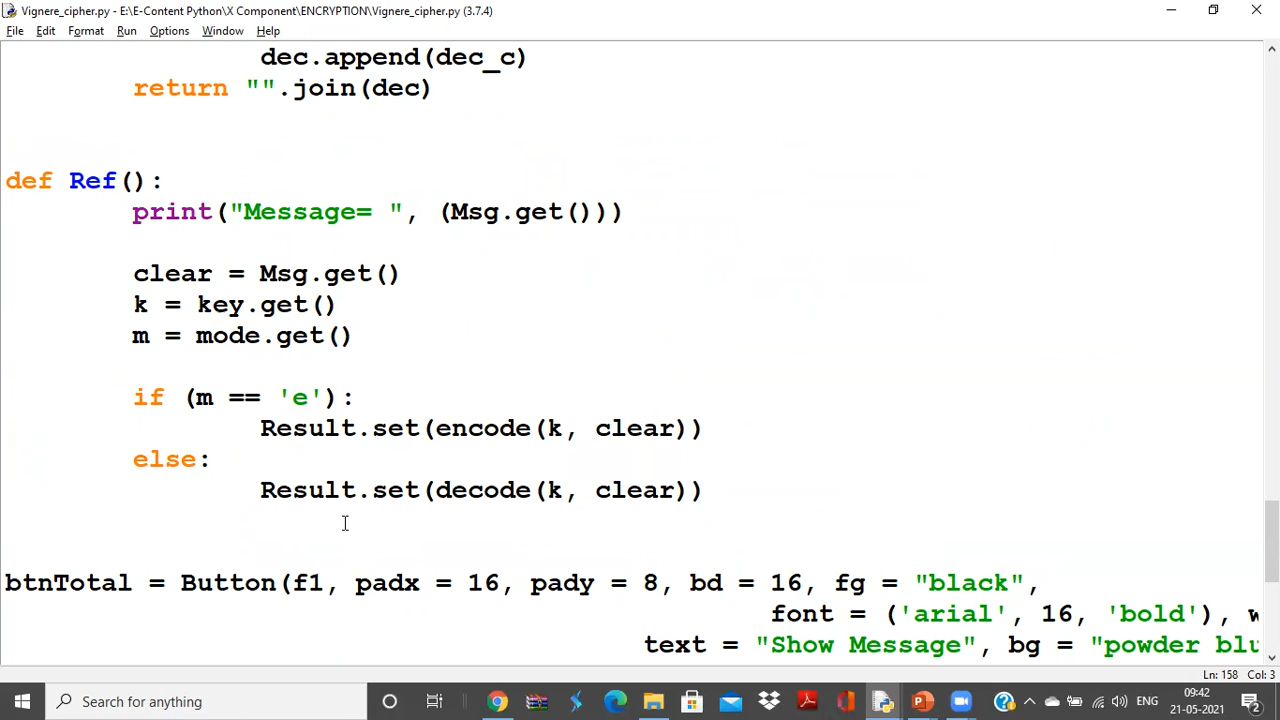 Vignere_cipher.py - E:\E-Content Python\X Component\ENCRYPTION\Vignere_cipher.py (3.7.4)
File Edit Format Run Options Window Help
dec.append(dec_c)
return "".join(dec)
def Ref():
print("Message= ", (Msg.get()))
clear = Msg.get()
k = key.get()
m = mode.get()
if (m == 'e'):
Result.set(encode(k, clear))
else:
Result.set(decode(k, clear))
btnTotal = Button(f1, padx = 16, pady = 8, bd = 16, fg = "black",
font = ('arial', 16, 'bold'), w
text = "Show Message", bg = "powder blu
Ln: 158 Col: 3
Search for anything
ENG
09:42
21-05-2021
2